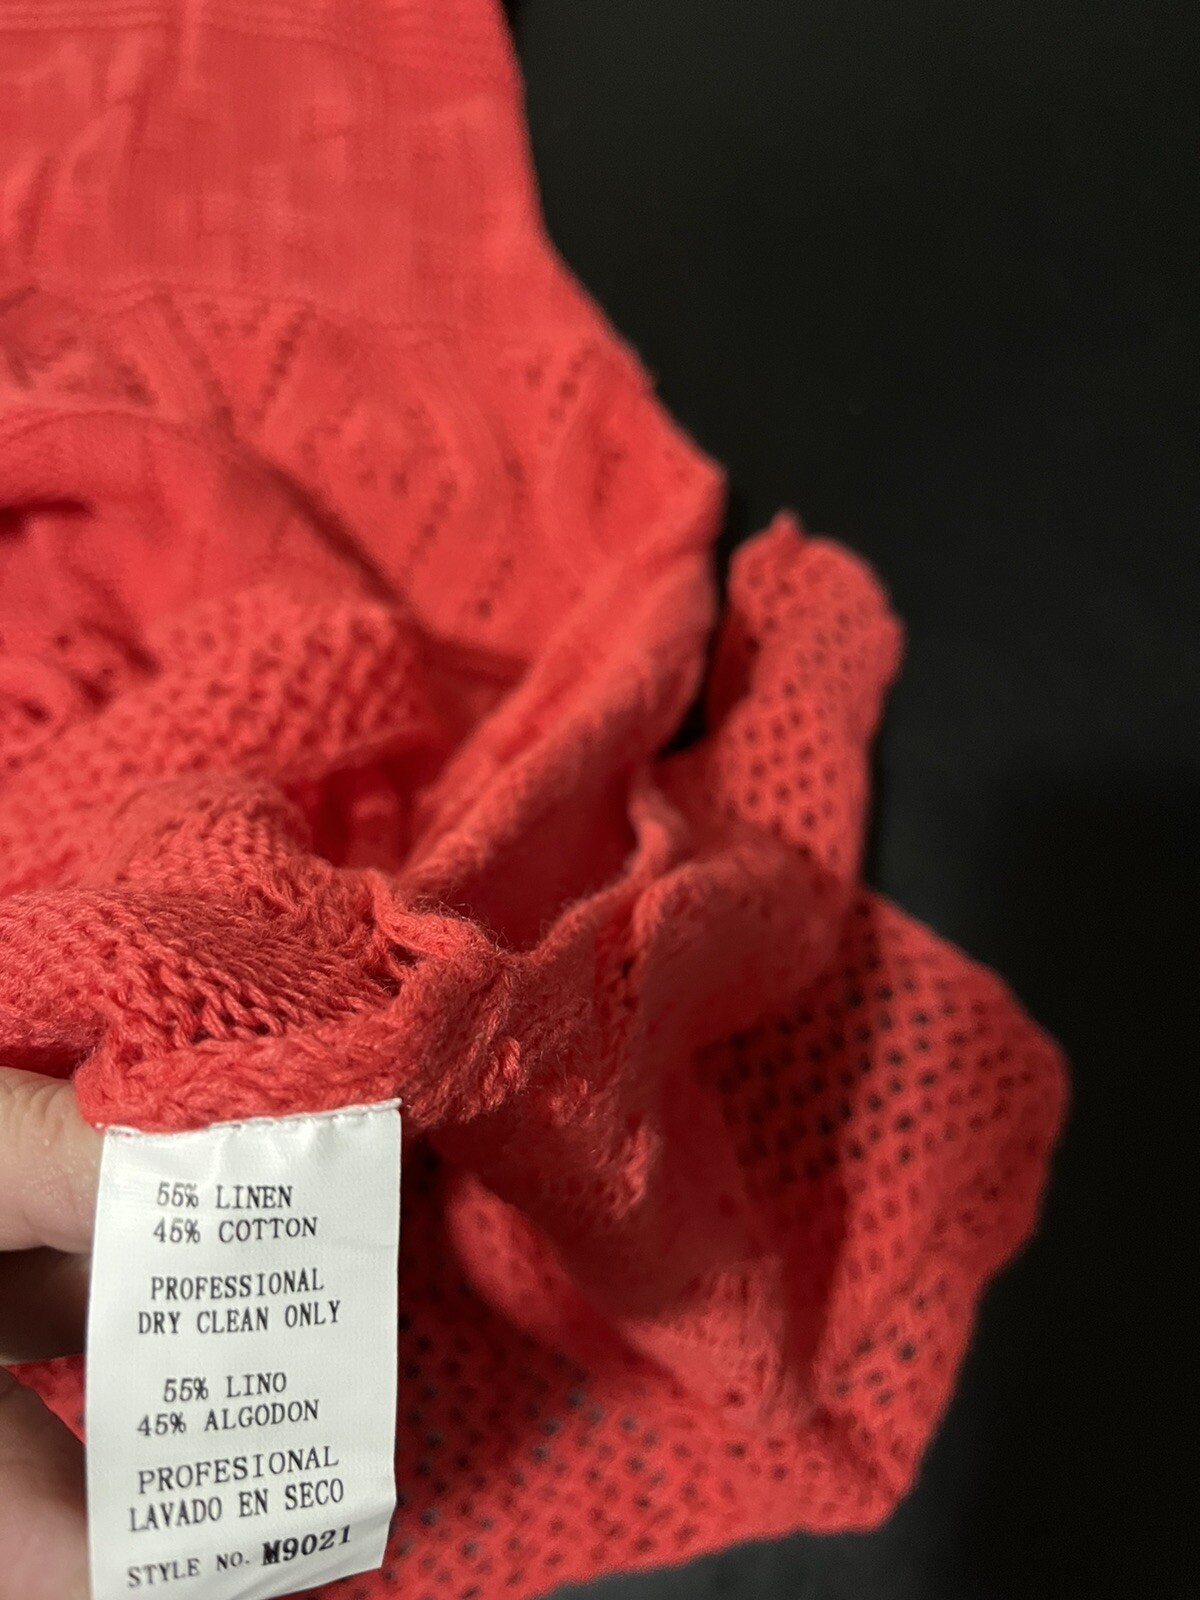 55% LINEN
45% COTTON
PROFESSIONAL
DRY CLEAN ONLY
55% LINO
45% ALGODON
PROFESIONAL
LAVADO EN SECO
STYLE NO. M9021